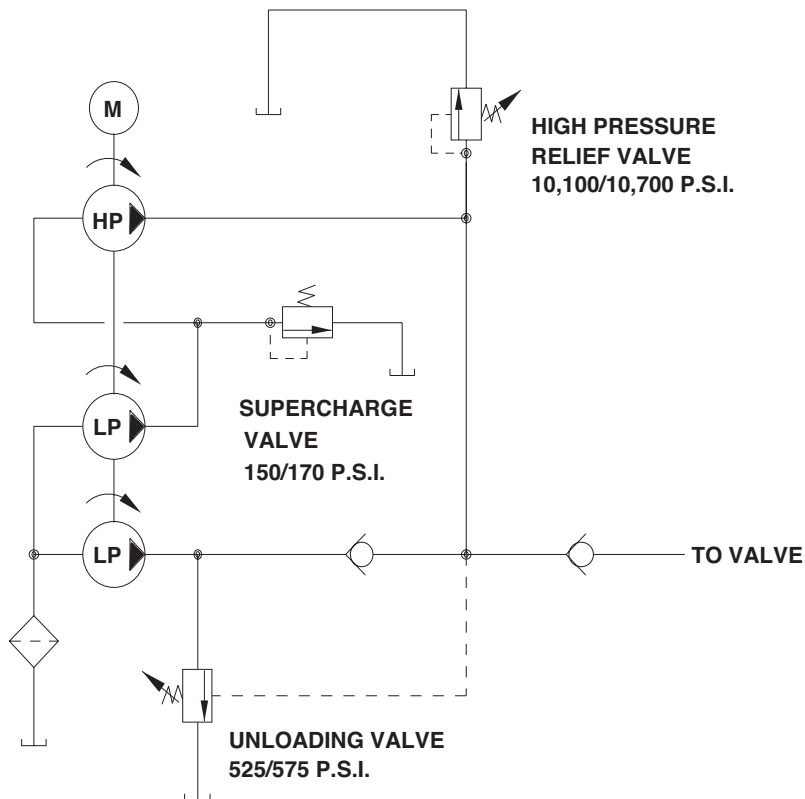 M
HIGH PRESSURE
RELIEF VALVE
10,100/10,700 P.S.I.
HP
SUPERCHARGE
VALVE
150/170 P.S.I.
LP
LP
TO VALVE
UNLOADING VALVE
525/575 P.S.I.